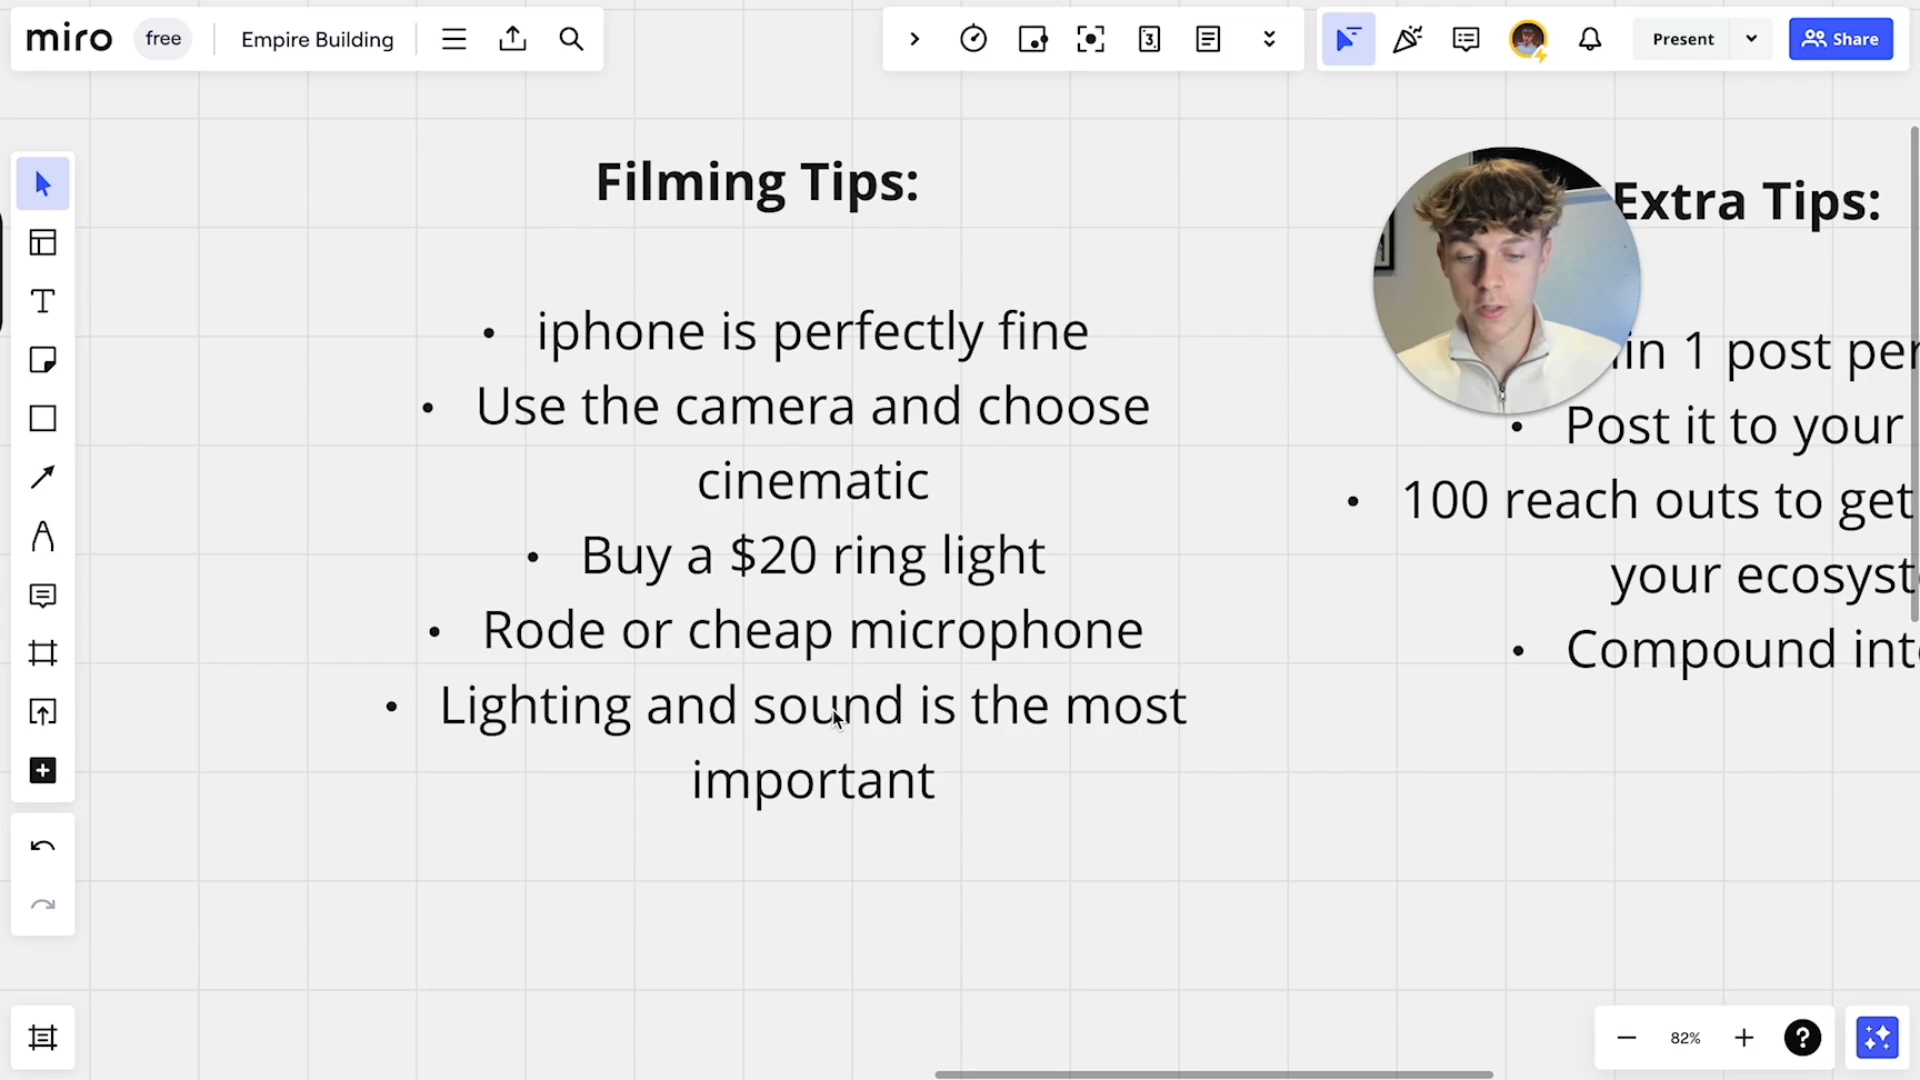 miro
free
Empire Building
3
Present
Share
Filming Tips:
• iphone is perfectly fine
• Use the camera and choose
cinematic
• Buy a $20 ring light
• Rode or cheap microphone
• Lighting and sound is the most
important
Extra Tips:
in 1 post per
• Post it to your
• 100 reach outs to get
your
• Compound
82%
?